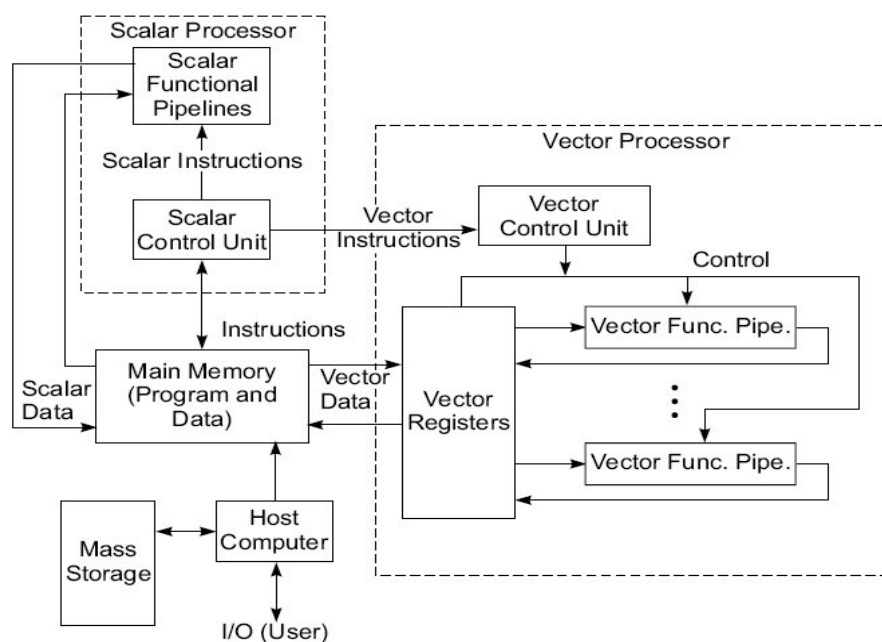 Scalar Processor
Scalar
Functional
Pipelines
Scalar Instructions
Scalar
Control Unit
Vector
Instructions
Vector Processor
Vector
Control Unit
Control
Instructions
Main Memory
(Program and
Data)
Scalar
Data
Vector
Data
Vector
Registers
Vector Func. Pipe.
Vector Func. Pipe.
Mass
Storage
Host
Computer
I/O (User)